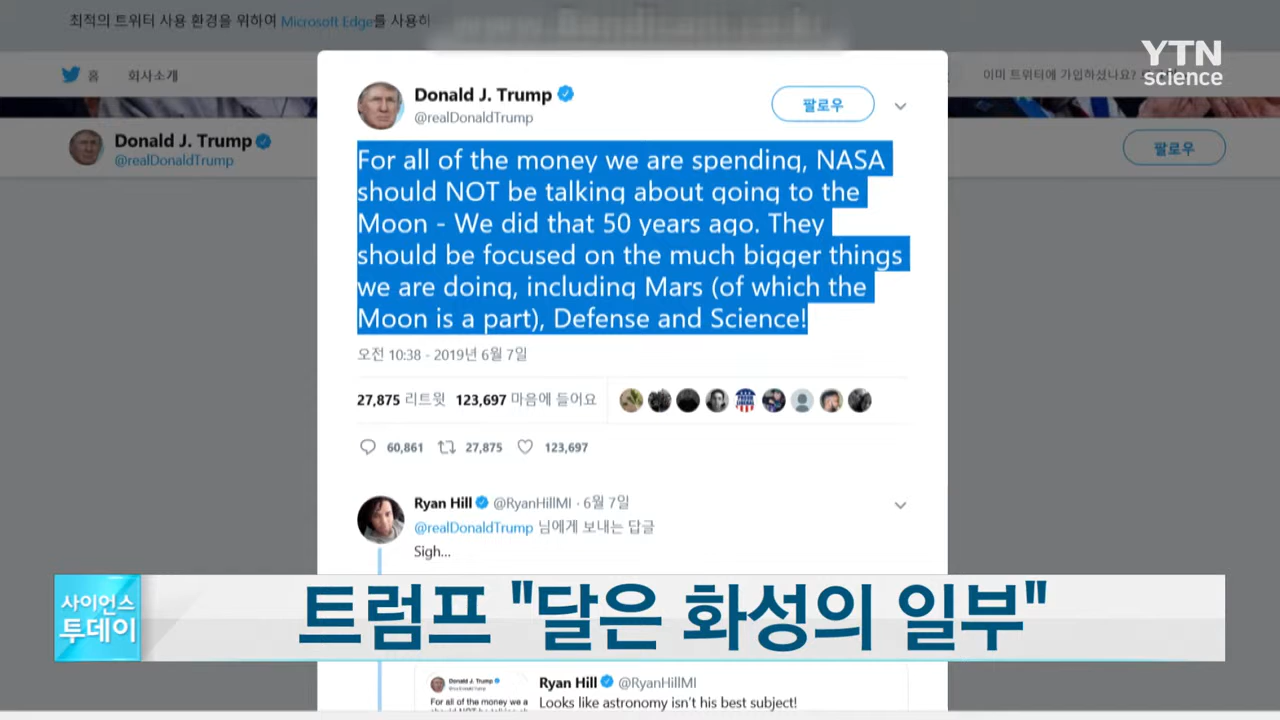 최적의 트위터 사용 환경을 위하여 Microsoft Edge를 사용히
YTN
science
홈 회사소개
이미 트위터에 가입하셨나요?
Donald J. Trump
@realDonaldTrump
팔로우
Donald J. Trump
@realDonaldTrump
팔로우
For all of the money we are spending, NASA
should NOT be talking about going to the
Moon - We did that 50 years ago. They
should be focused on the much bigger things
we are doing, including Mars (of which the
Moon is a part), Defense and Science!
오전 10:38 - 2019년 6월 7일
27,875 리트윗 123,697 마음에 들어요
60,861 27,875 123,697
Ryan Hill @RyanHillMI · 6월 7일
@realDonaldTrump 님에게 보내는 답글
Sigh...
사이언스
투데이
트럼프 "달은 화성의 일부"
Donald J. Trump
For all of the money we a
Ryan Hill @RyanHillMI
Looks like astronomy isn't his best subject!